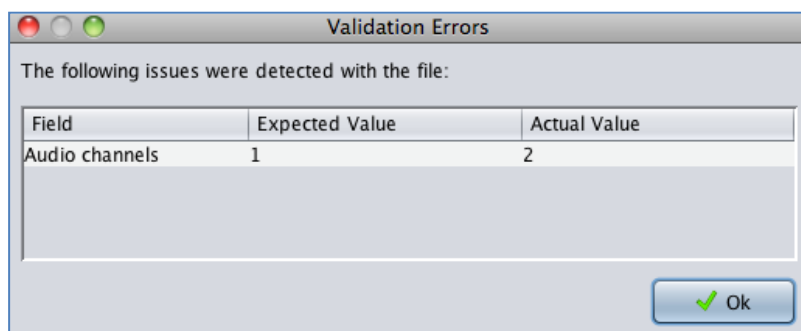 Validation Errors
The following issues were detected with the file:
Field Expected Value Actual Value
Audio channels 1 2
Ok